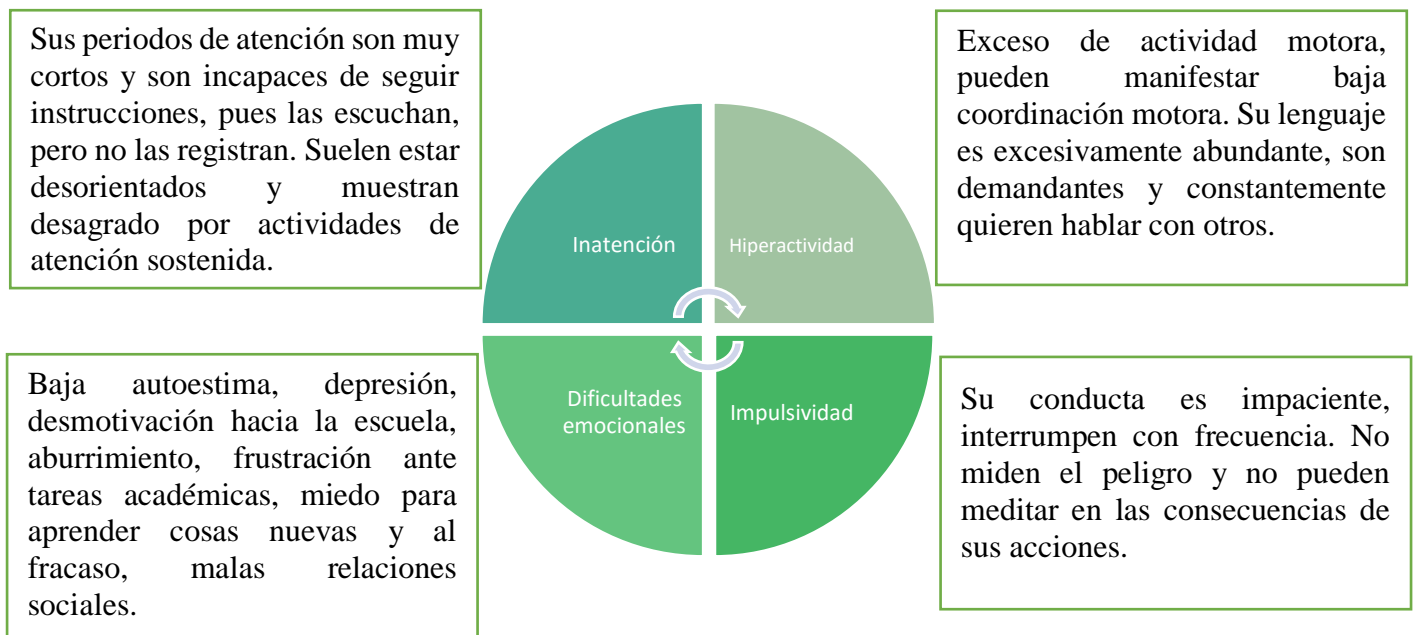 Sus periodos de atención son muy
cortos y son incapaces de seguir
instrucciones, pues las escuchan,
pero no las registran. Suelen estar
desorientados y muestran
desagrado por actividades de
atención sostenida.
Exceso de actividad motora,
pueden manifestar baja
coordinación motora. Su lenguaje
es excesivamente abundante, son
demandantes y constantemente
quieren hablar con otros.
Inatención
Hiperactividad
Dificultades
emocionales
Impulsividad
Baja autoestima, depresión,
desmotivación hacia la escuela,
aburrimiento, frustración ante
tareas académicas, miedo para
aprender cosas nuevas y al
fracaso, malas relaciones
sociales.
Su conducta es impaciente,
interrumpen con frecuencia. No
miden el peligro y no pueden
meditar en las consecuencias de
sus acciones.